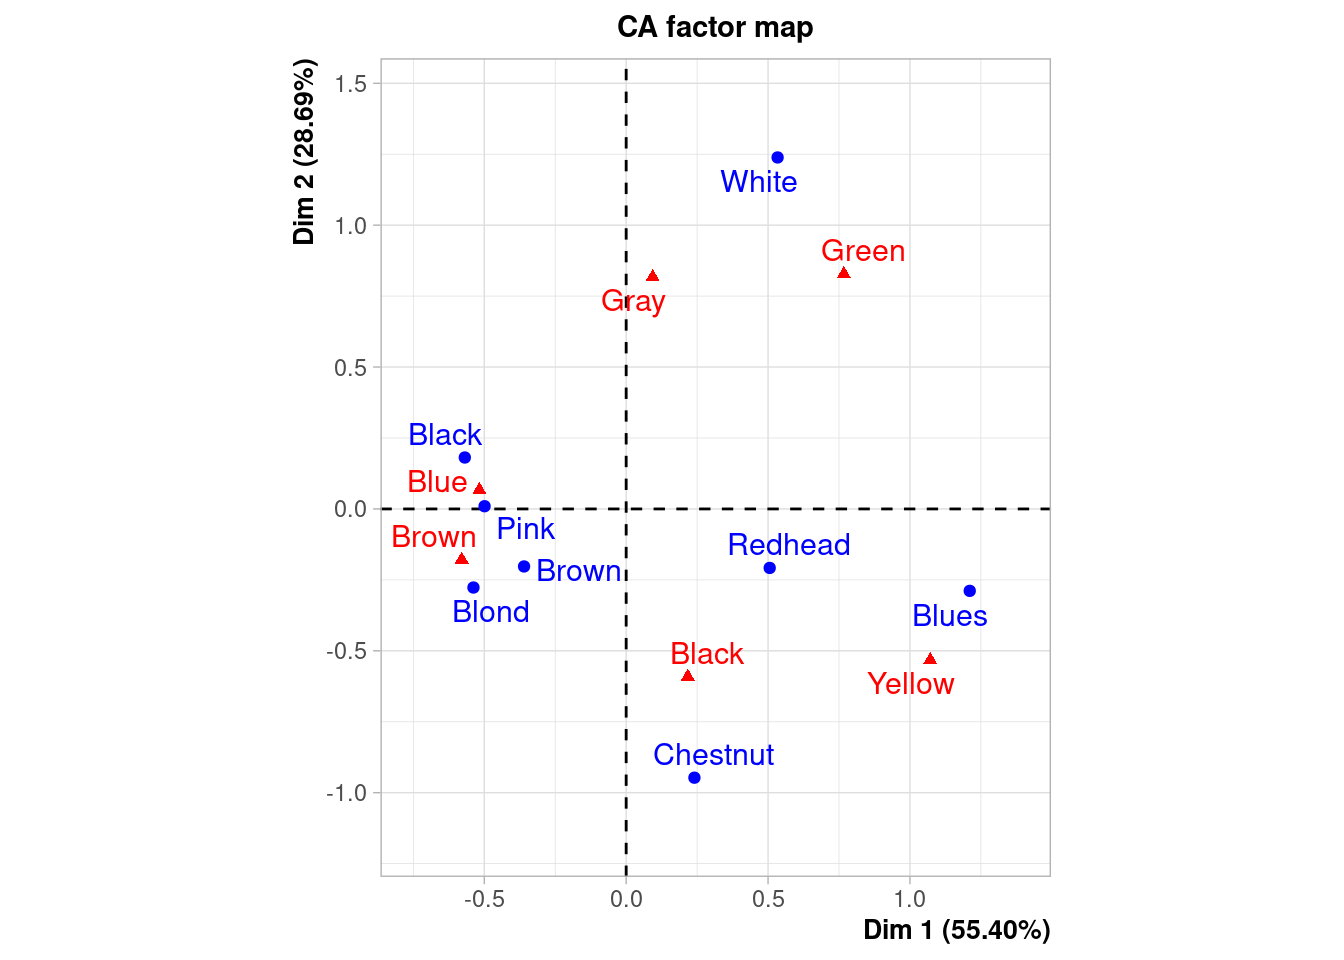 CA factor map
Dim 2 (28.69%)
1.5
1.0
0.5
0.0
-0.5
-1.0
White
Green
Gray
Black
Blue
Pink
Brown
Brown
Blond
Redhead
Blues
Black
Yellow
Chestnut
-0.5
0.0
0.5
1.0
Dim 1 (55.40%)